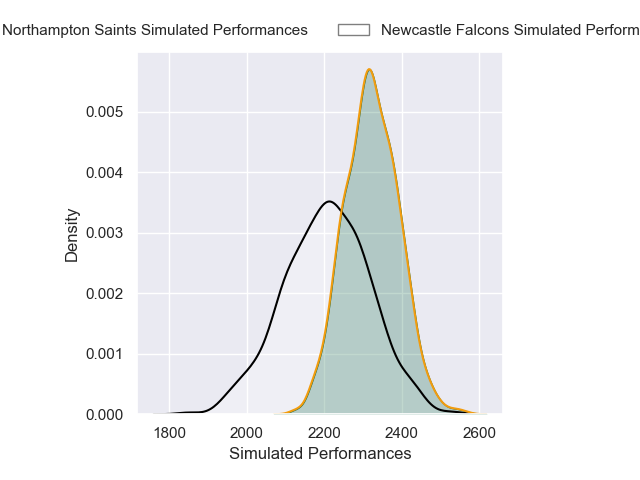 Northampton Saints Simulated Performances
Newcastle Falcons Simulated Perform
0.005
0.004
0.003
0.002
0.001
0.000
Density
1800 2000 2200 2400 2600
Simulated Performances